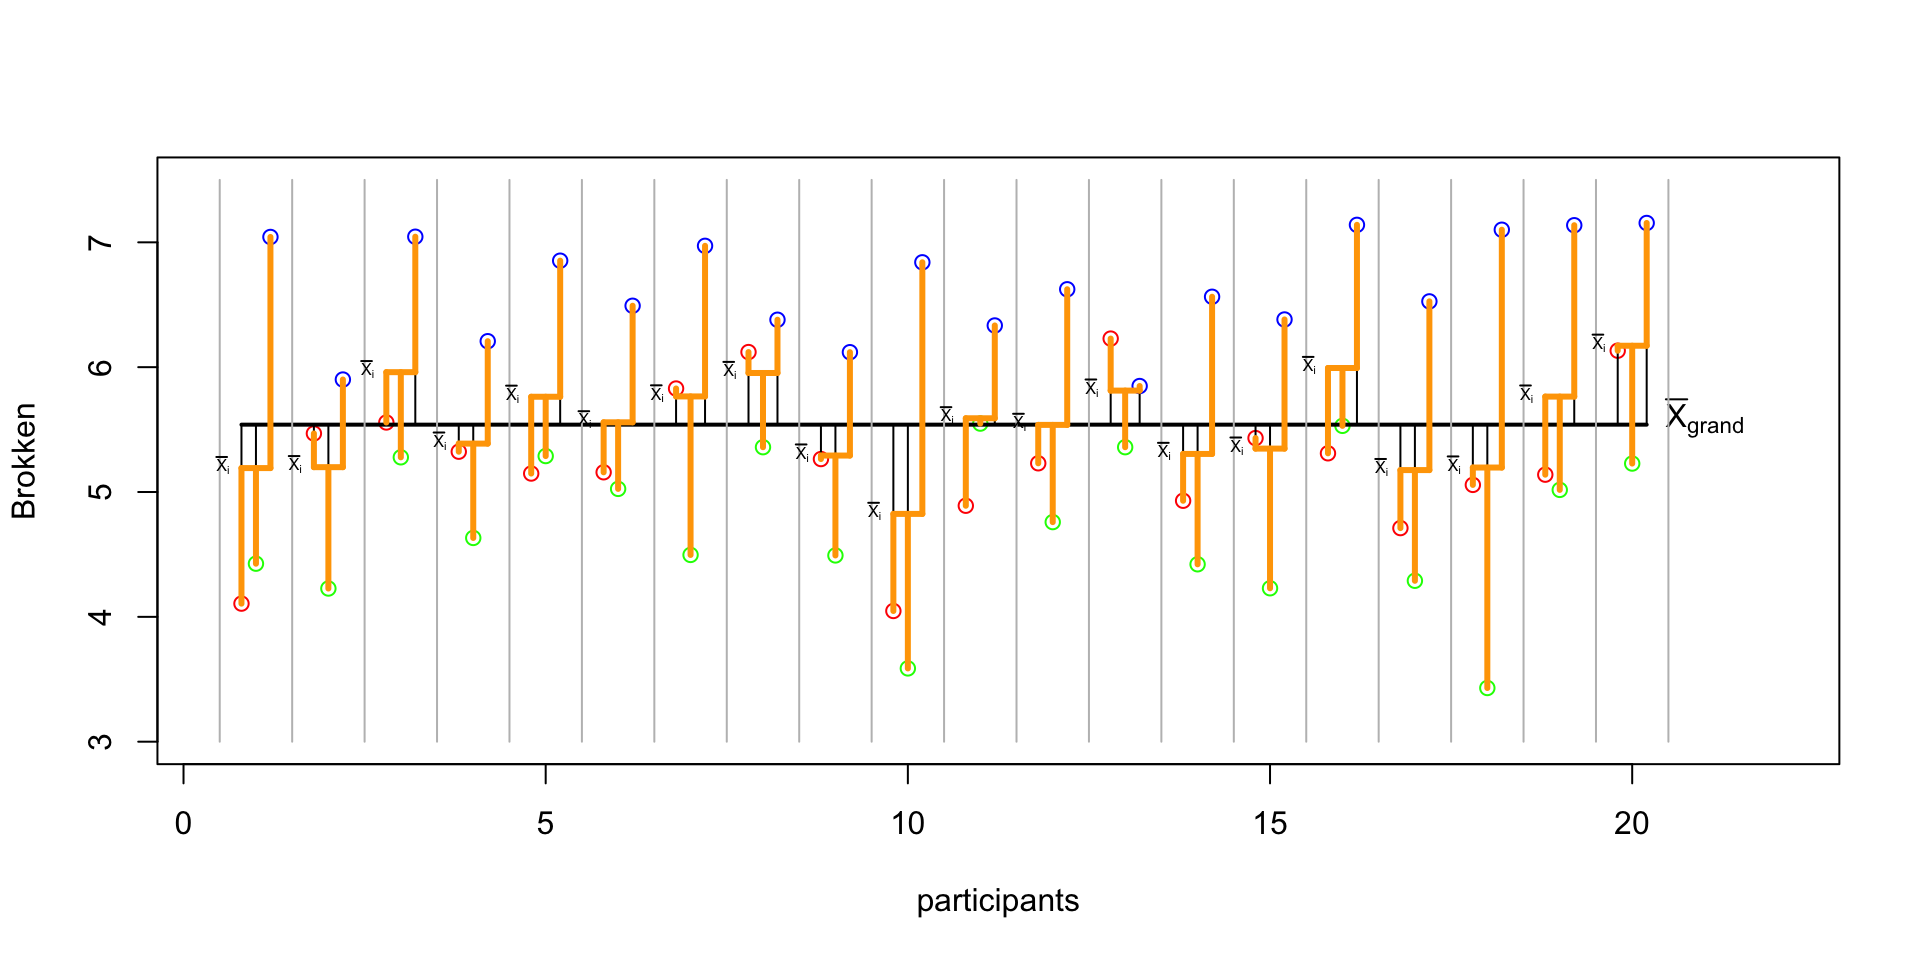 Brokken
7
6
5
4
3
X̅ᵢ X̅ᵢ X̅ᵢ X̅ᵢ X̅ᵢ X̅ᵢ X̅ᵢ X̅ᵢ X̅ᵢ X̅ᵢ X̅ᵢ X̅ᵢ X̅ᵢ X̅ᵢ X̅ᵢ X̅ᵢ X̅ᵢ X̅ᵢ X̅ᵢ X̅ᵢ
X̅grand
0 5 10 15 20
participants